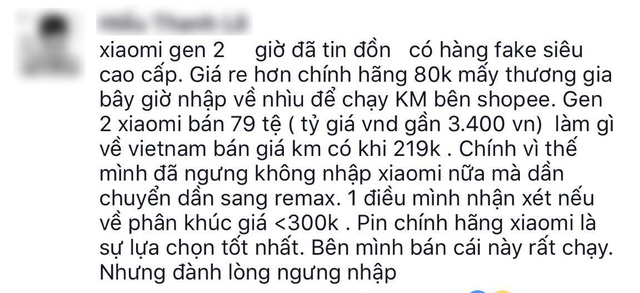 xiaomi gen 2 giờ đã tin đồn có hàng fake siêu
cao cấp. Giá re hơn chính hãng 80k mấy thương gia
bây giờ nhập về nhìu để chạy KM bên shopee. Gen
2 xiaomi bán 79 tệ ( tỷ giá vnd gần 3.400 vn) làm gì
về vietnam bán giá km có khi 219k . Chính vì thế
mình đã ngưng không nhập xiaomi nữa mà dần
chuyển dần sang remax. 1 điều mình nhận xét nếu
về phân khúc giá <300k . Pin chính hãng xiaomi là
sự lựa chọn tốt nhất. Bên mình bán cái này rất chạy.
Nhưng đành lòng ngưng nhập